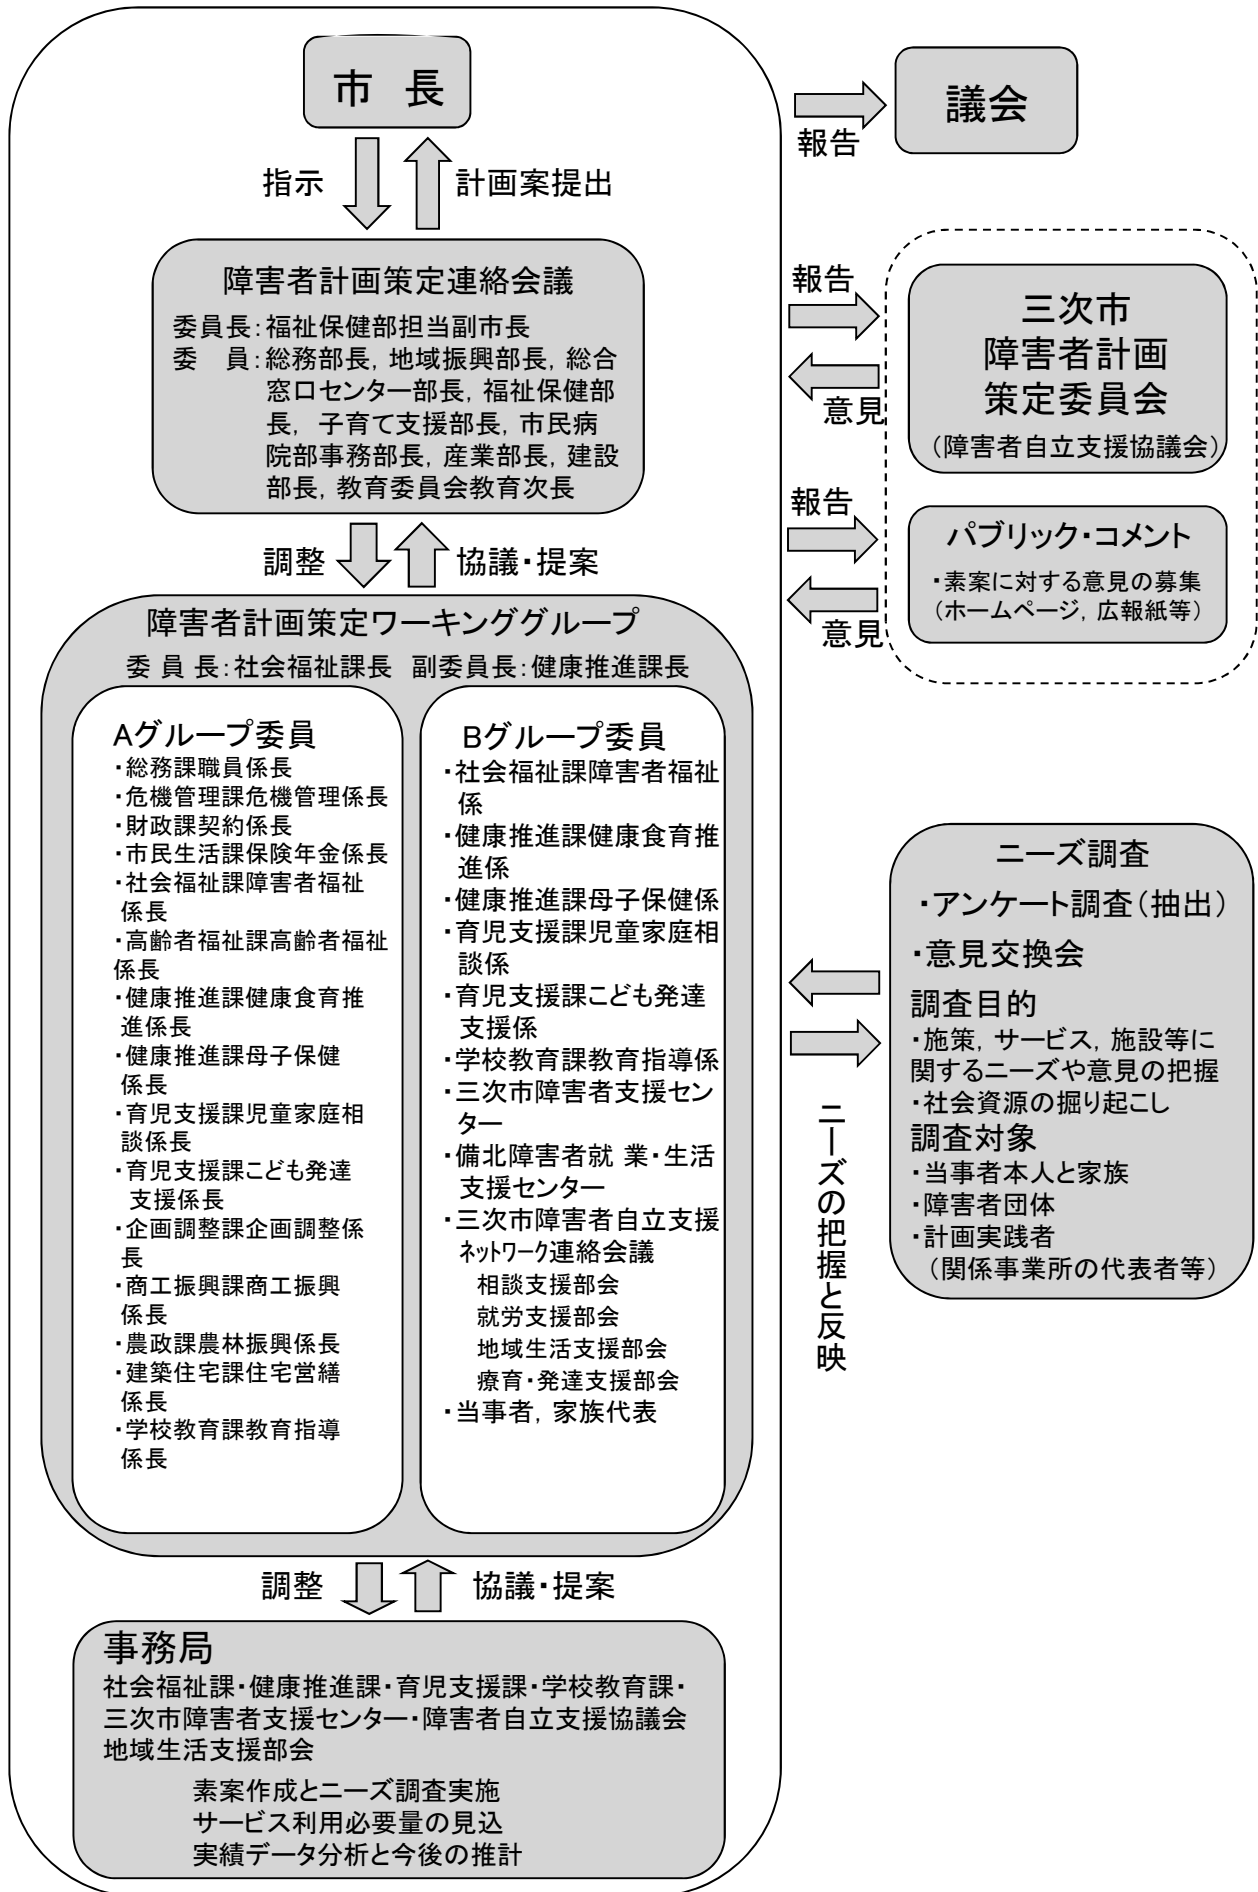 市　長
指示
計画案提出
障害者計画策定連絡会議
委員長：福祉保健部担当副市長
委　員：総務部長，地域振興部長，総合
窓口センター部長，福祉保健部
長，子育て支援部長，市民病
院部事務部長，産業部長，建設
部長，教育委員会教育次長
調整
協議・提案
障害者計画策定ワーキンググループ
委 員 長：社会福祉課長　副委員長：健康推進課長
Aグループ委員
・総務課職員係長
・危機管理課危機管理係長
・財政課契約係長
・市民生活課保険年金係長
・社会福祉課障害者福祉
係長
・高齢者福祉課高齢者福祉
係長
・健康推進課健康食育推
進係長
・健康推進課母子保健
係長
・育児支援課児童家庭相
談係長
・育児支援課こども発達
支援係長
・企画調整課企画調整係
長
・商工振興課商工振興
係長
・農政課農林振興係長
・建築住宅課住宅営繕
係長
・学校教育課教育指導
係長
Bグループ委員
・社会福祉課障害者福祉
係
・健康推進課健康食育推
進係
・健康推進課母子保健係
・育児支援課児童家庭相
談係
・育児支援課こども発達
支援係
・学校教育課教育指導係
・三次市障害者支援セン
ター
・備北障害者就 業・生活
支援センター
・三次市障害者自立支援
ネットワーク連絡会議
相談支援部会
就労支援部会
地域生活支援部会
療育・発達支援部会
・当事者，家族代表
調整
協議・提案
事務局
社会福祉課・健康推進課・育児支援課・学校教育課・
三次市障害者支援センター・障害者自立支援協議会
地域生活支援部会
素案作成とニーズ調査実施
サービス利用必要量の見込
実績データ分析と今後の推計
報告
議会
報告
意見
三次市
障害者計画
策定委員会
（障害者自立支援協議会）
報告
意見
パブリック・コメント
・素案に対する意見の募集
（ホームページ，広報紙等）
ニーズの把握と反映
ニーズ調査
・アンケート調査（抽出）
・意見交換会
調査目的
・施策，サービス，施設等に
関するニーズや意見の把握
・社会資源の掘り起こし
調査対象
・当事者本人と家族
・障害者団体
・計画実践者
（関係事業所の代表者等）